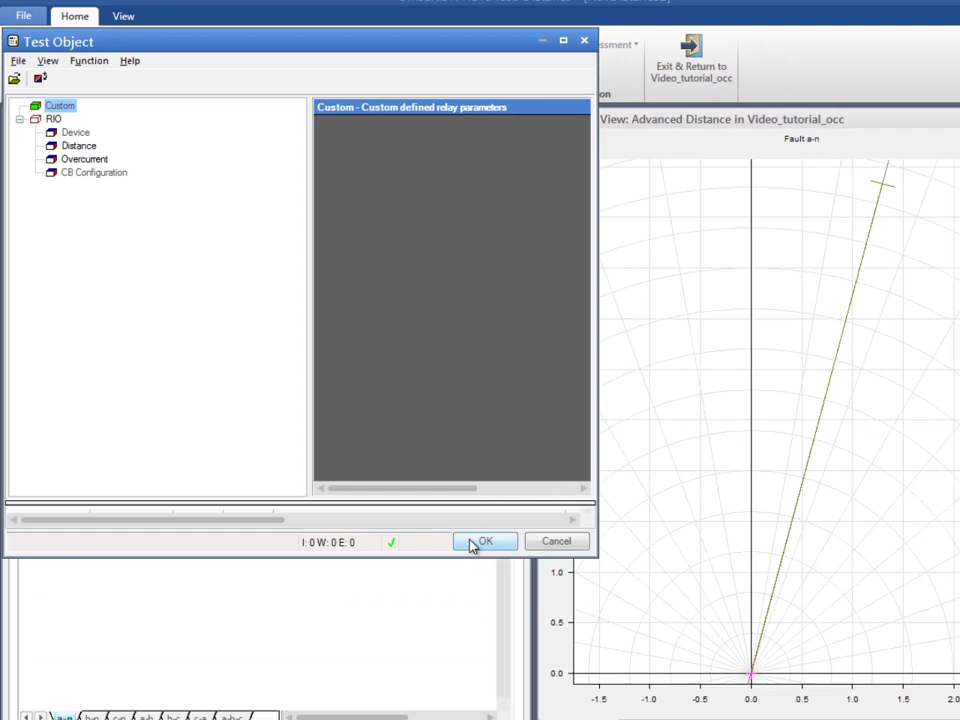 File
Home
View
Test Object
File View Function Help
Exit & Return to
Video_tutorial_occ
Custom
RIO
Device
Distance
Overcurrent
CB Configuration
Custom - Custom defined relay parameters
I: 0 W: 0 E: 0
OK
Cancel
View: Advanced Distance in Video_tutorial_occ
Fault a-n
1.0
0.5
0.0
-1.5 -1.0 -0.5 0.0 0.5 1.0 1.5 2.0